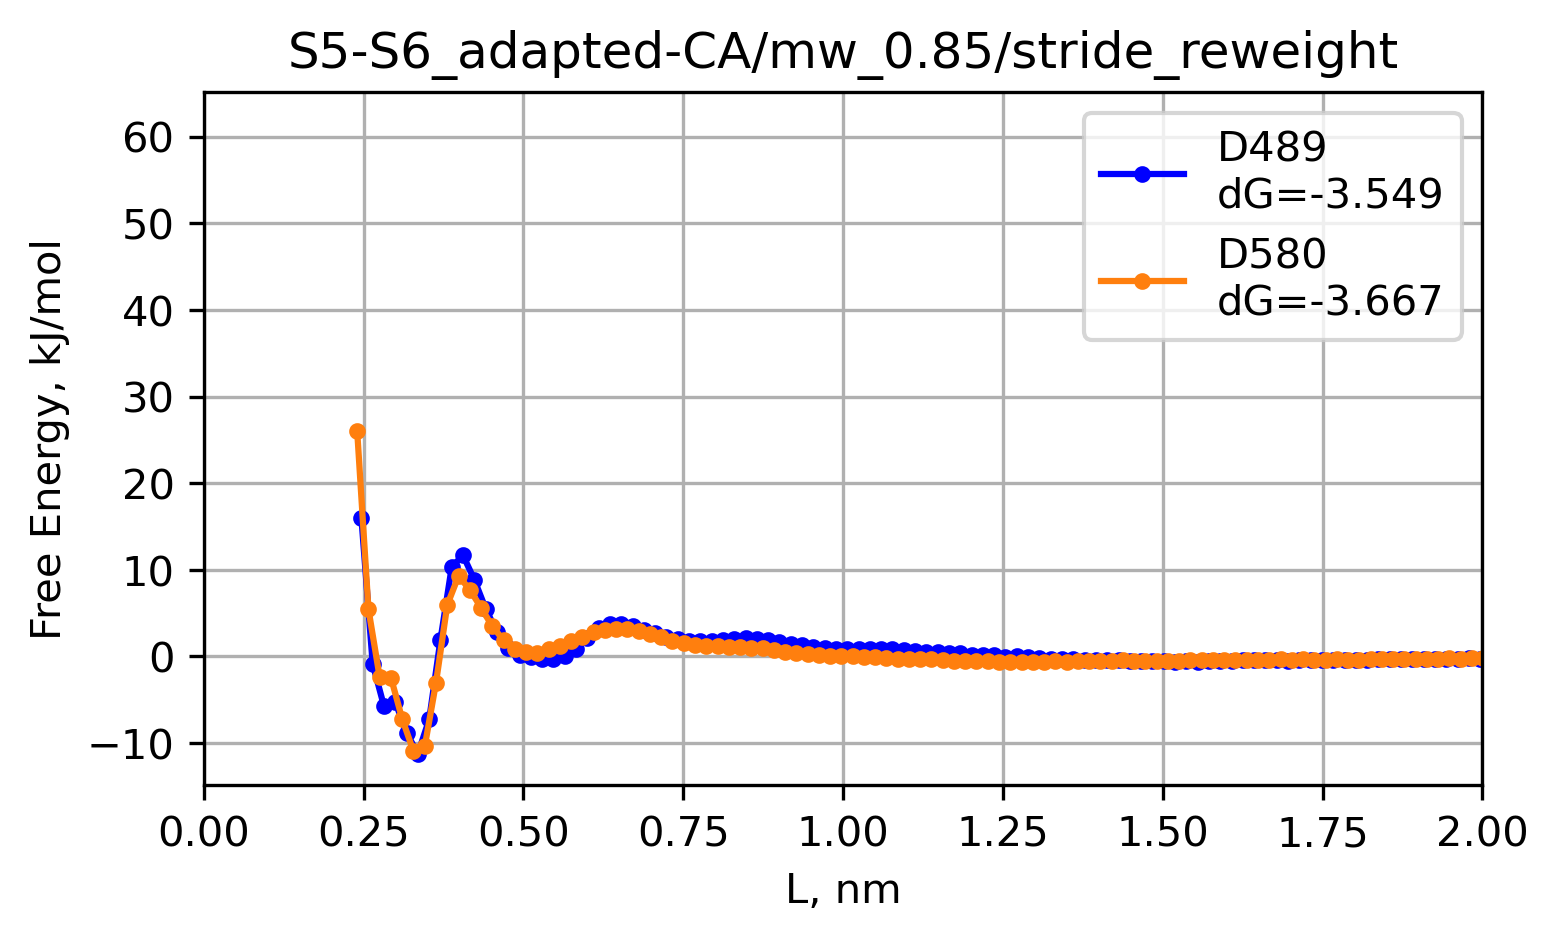 S5-S6_adapted-CA/mw_0.85/stride_reweight
D489
dG=-3.549
D580
dG=-3.667
60
50
40
30
20
10
0
−10
Free Energy, kJ/mol
0.00 0.25 0.50 0.75 1.00 1.25 1.50 1.75 2.00
L, nm